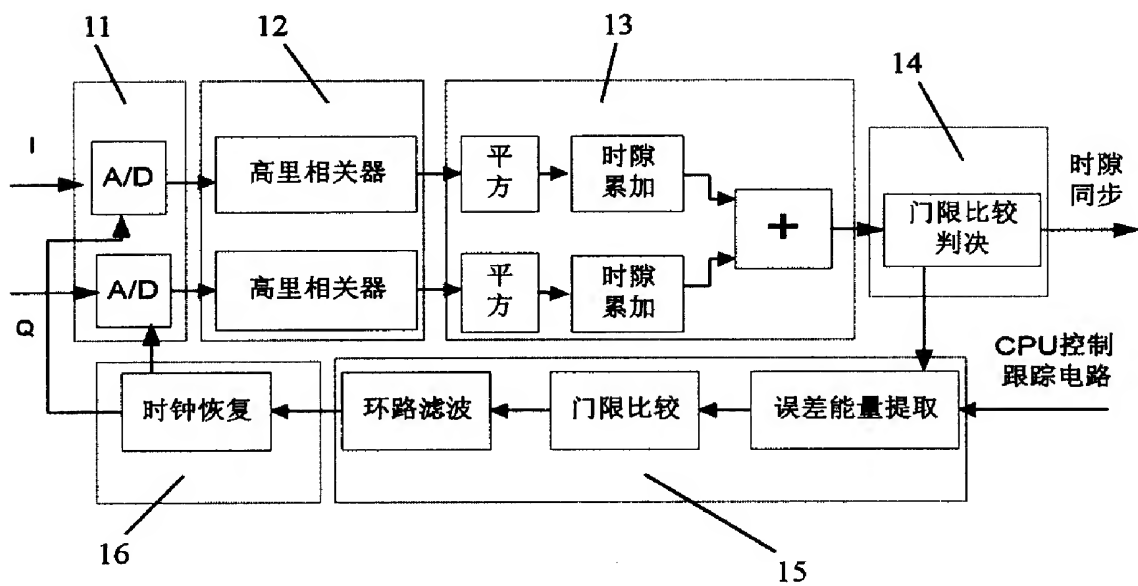 11
12
13
14
I
A/D
高里相关器
平
方
时隙
累加
+
门限比较
判决
时隙
同步
Q
A/D
高里相关器
平
方
时隙
累加
CPU控制
跟踪电路
时钟恢复
环路滤波
门限比较
误差能量提取
16
15